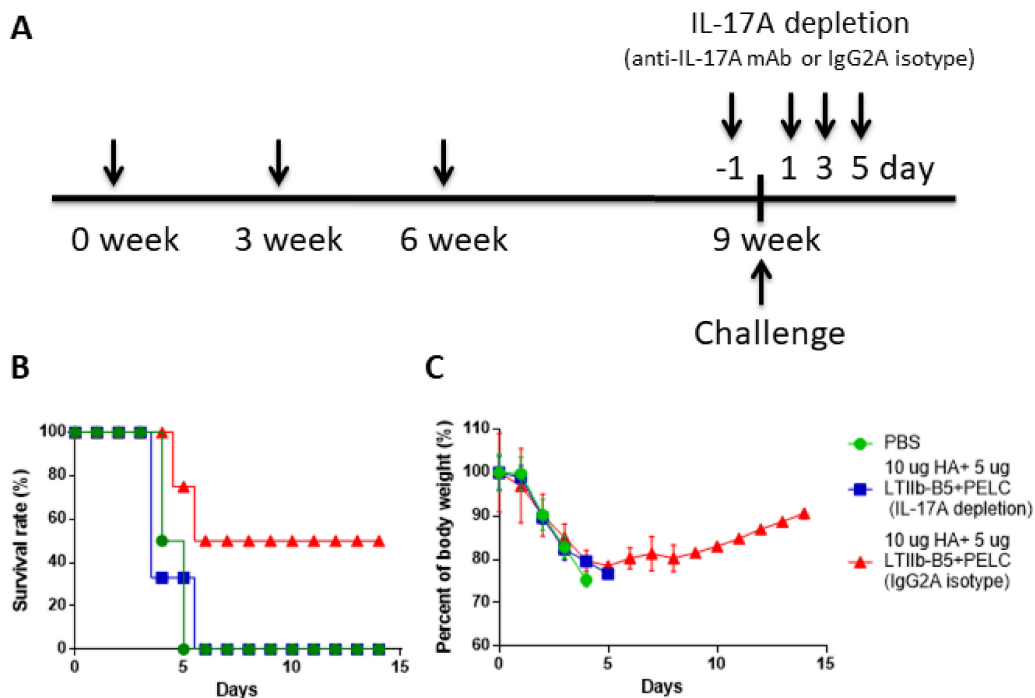 A
IL-17A depletion
(anti-IL-17A mAb or IgG2A isotype)
-1 1 3 5 day
0 week 3 week 6 week 9 week
Challenge
B
Survival rate (%)
100
80
60
40
20
0
0 5 10 15
Days
C
Percent of body weight (%)
110
100
90
80
70
60
0 5 10 15
Days
PBS
10 ug HA+ 5 ug
LTIIb-B5+PELC
(IL-17A depletion)
10 ug HA+ 5 ug
LTIIb-B5+PELC
(IgG2A isotype)